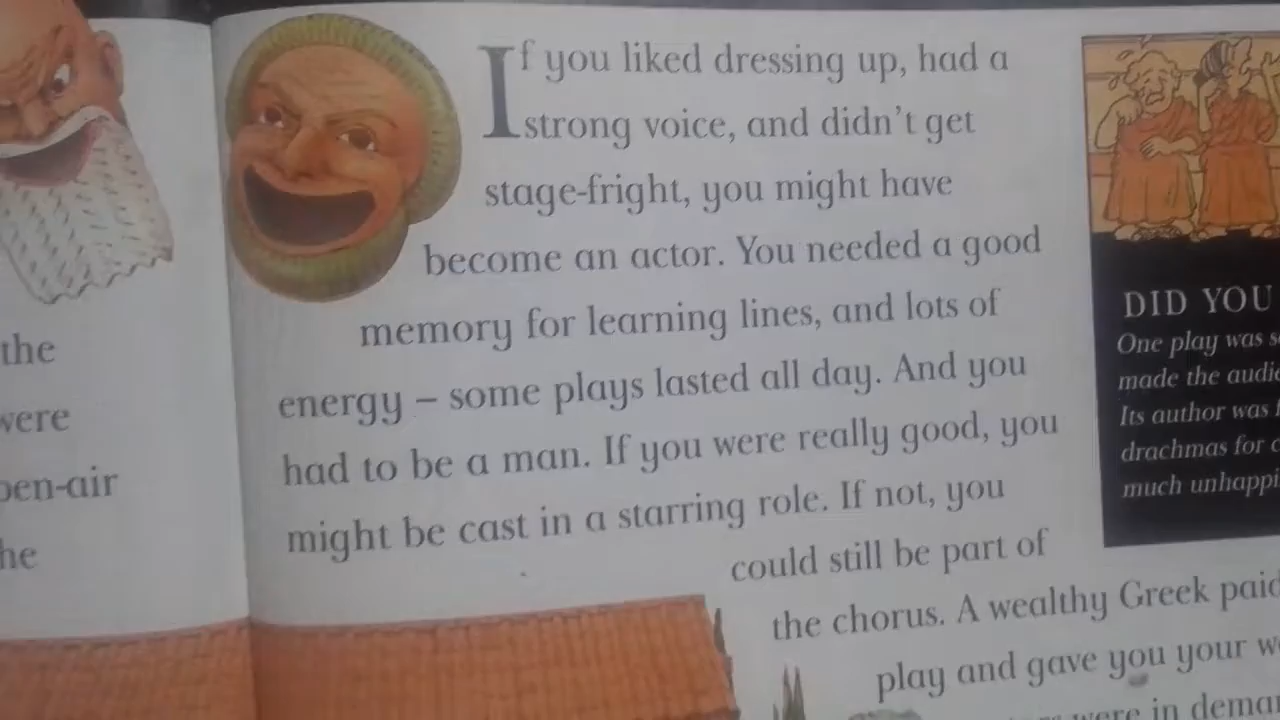 the
were
open-air
he
If you liked dressing up, had a
strong voice, and didn't get
stage-fright, you might have
become an actor. You needed a good
memory for learning lines, and lots of
energy – some plays lasted all day. And you
had to be a man. If you were really good, you
might be cast in a starring role. If not, you
could still be part of
the chorus. A wealthy Greek paid
play and gave you your
were in
DID YOU
One play was
made the
Its author was
drachmas for
much